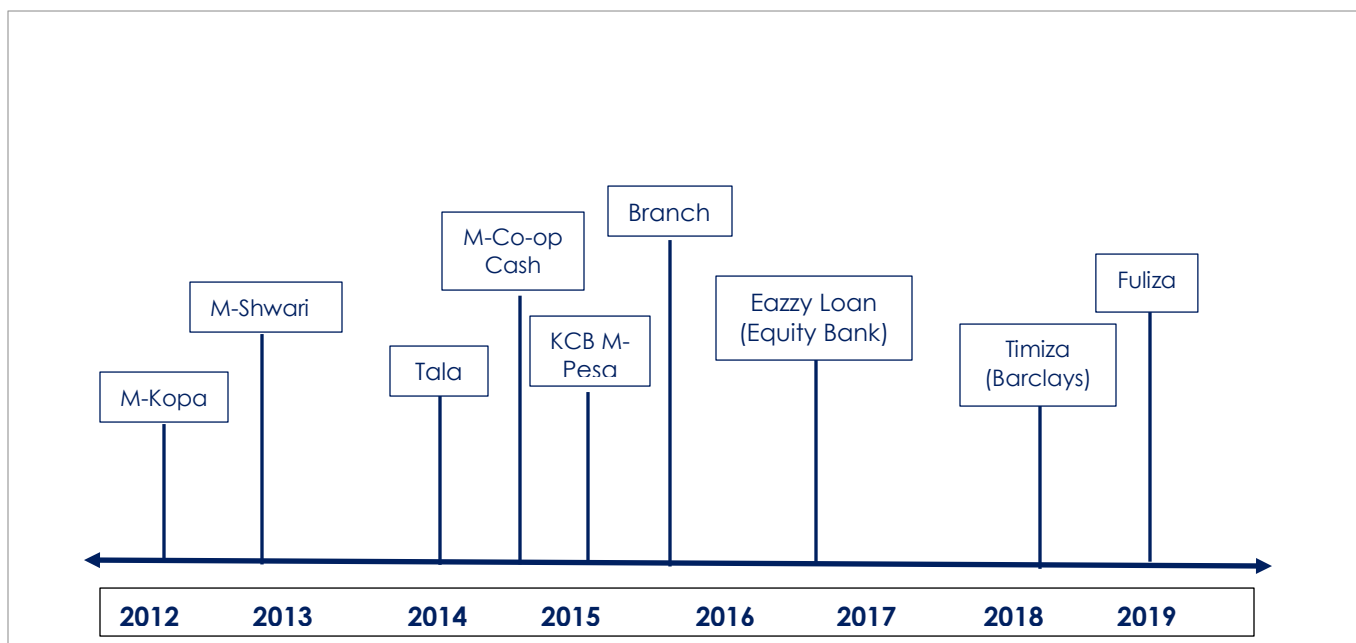 M-Kopa
M-Shwari
Tala
M-Co-op
Cash
KCB M-
Pesa
Branch
Eazzy Loan
(Equity Bank)
Timiza
(Barclays)
Fuliza
2012 2013 2014 2015 2016 2017 2018 2019